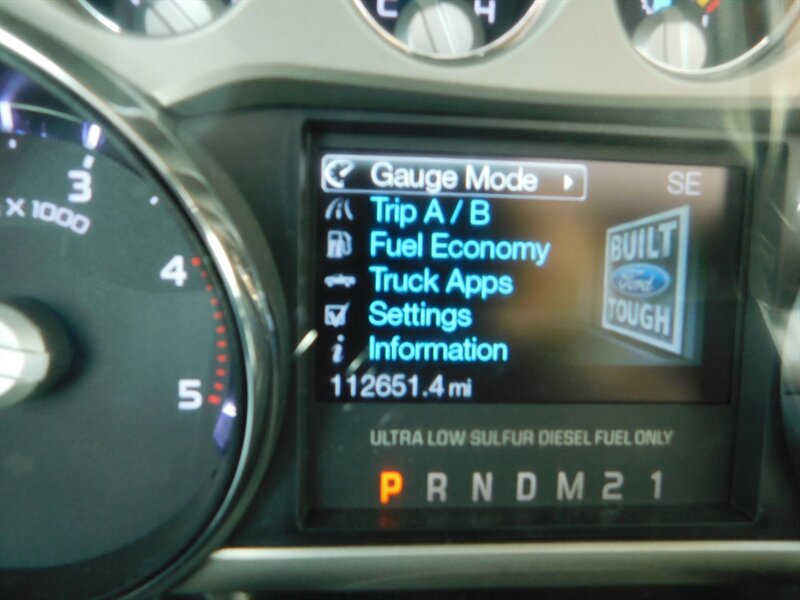 4
3
X 1000
4
5
Gauge Mode
SE
Trip A / B
Fuel Economy
Truck Apps
Settings
Information
112651.4 mi
BUILT
Ford
TOUGH
ULTRA LOW SULFUR DIESEL FUEL ONLY
P R N D M 2 1